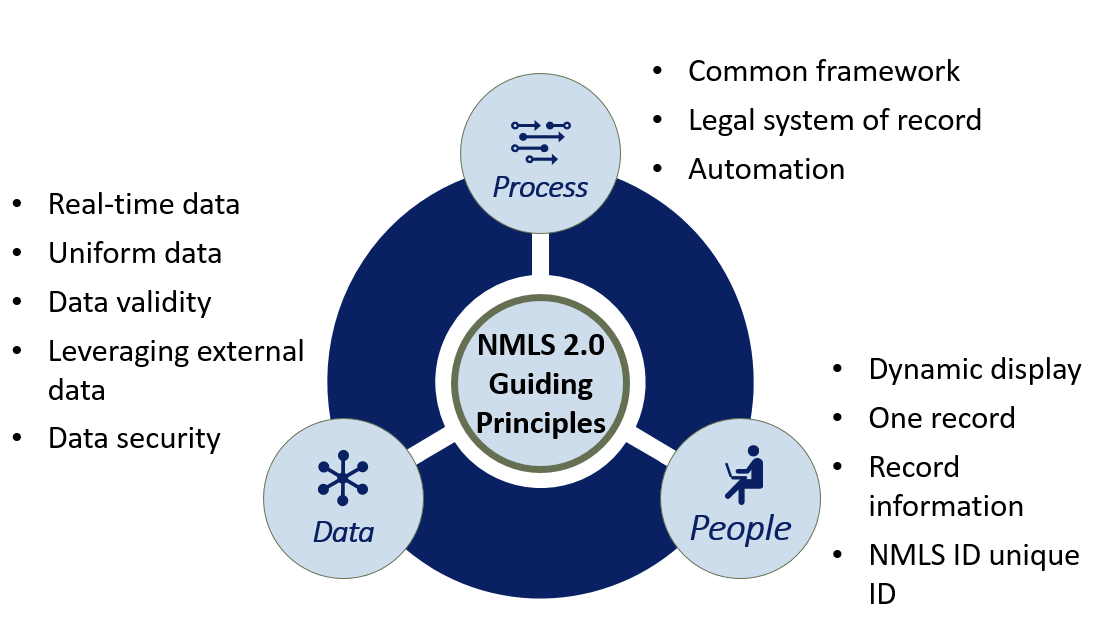 • Common framework
• Legal system of record
• Automation
Process
• Real-time data
• Uniform data
• Data validity
• Leveraging external
data
• Data security
NMLS 2.0
Guiding
Principles
• Dynamic display
• One record
• Record
information
• NMLS ID unique
ID
Data
People